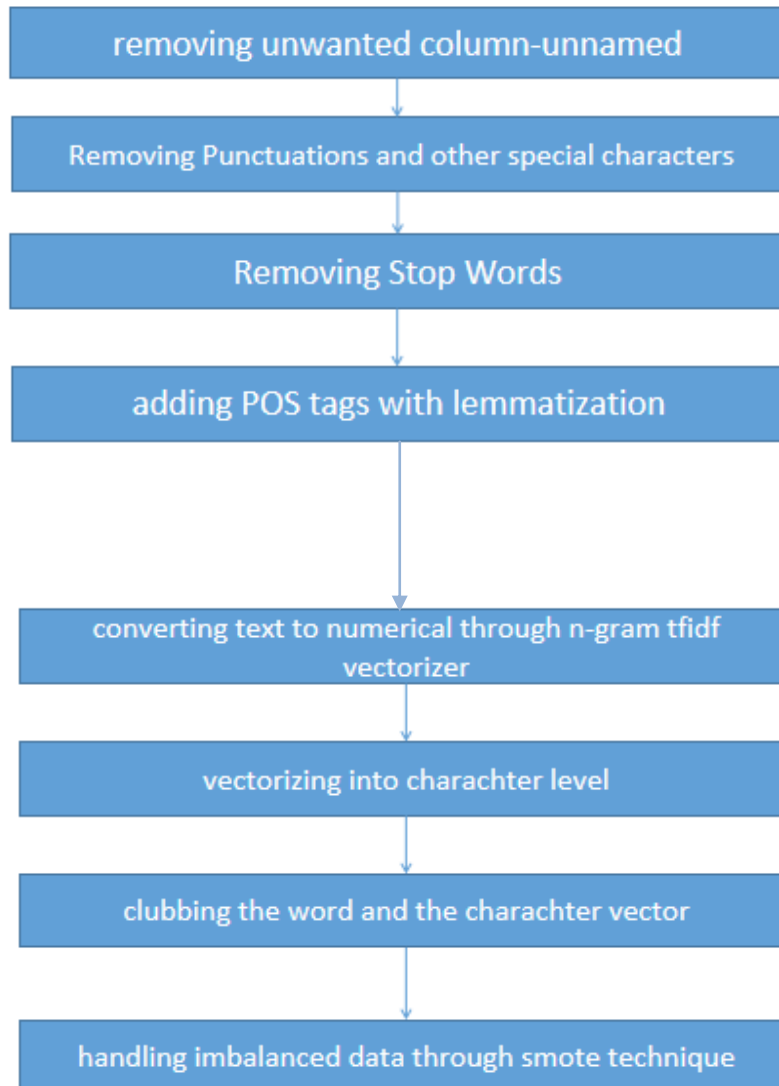 removing unwanted column-unnamed
Removing Punctuations and other special characters
Removing Stop Words
adding POS tags with lemmatization
converting text to numerical through n-gram tfidf
vectorizer
vectorizing into charachter level
clubbing the word and the charachter vector
handling imbalanced data through smote technique